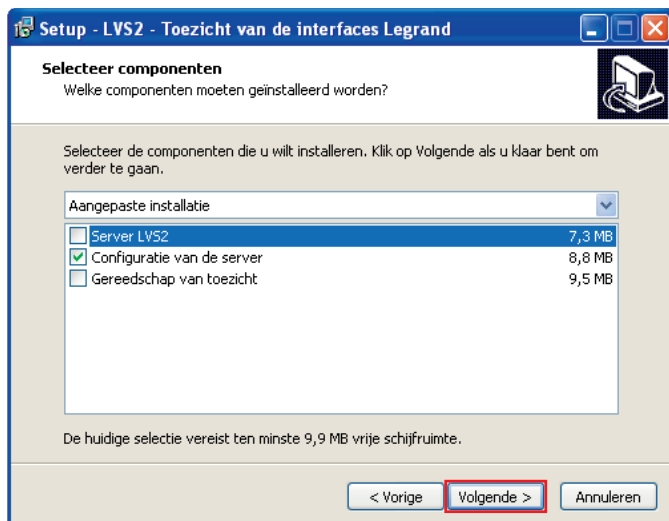 Setup - LVS2 - Toezicht van de interfaces Legrand
Selecteer componenten
Welke componenten moeten geïnstalleerd worden?
Selecteer de componenten die u wilt installeren. Klik op Volgende als u klaar bent om
verder te gaan.
Aangepaste installatie
Server LVS2 7,3 MB
Configuratie van de server 8,8 MB
Gereedschap van toezicht 9,5 MB
De huidige selectie vereist ten minste 9,9 MB vrije schijfruimte.
< Vorige Volgende > Annuleren